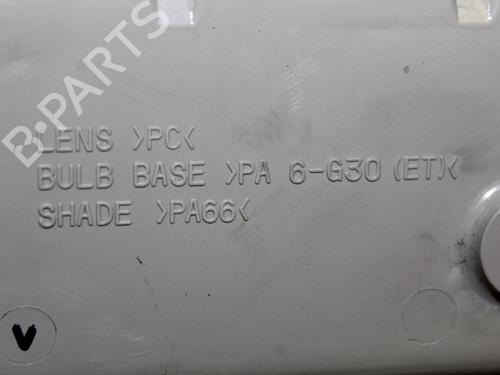 B-PARTS
LENS >PC<
BULB BASE >PA 6-G30 (ET)<
SHADE >PA66<
V